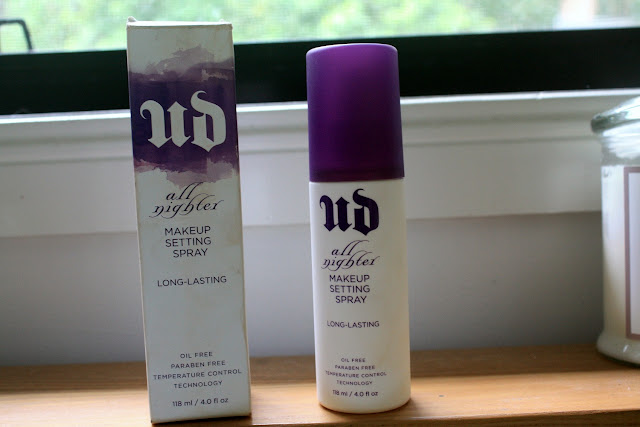 ud
all
nighter
MAKEUP
SETTING
SPRAY
LONG-LASTING
OIL FREE
PARABEN FREE
TEMPERATURE CONTROL
TECHNOLOGY
118 ml / 4.0 fl oz
ud
all
nighter
MAKEUP
SETTING
SPRAY
LONG-LASTING
OIL FREE
PARABEN FREE
TEMPERATURE CONTROL
TECHNOLOGY
118 ml / 4.0 fl oz